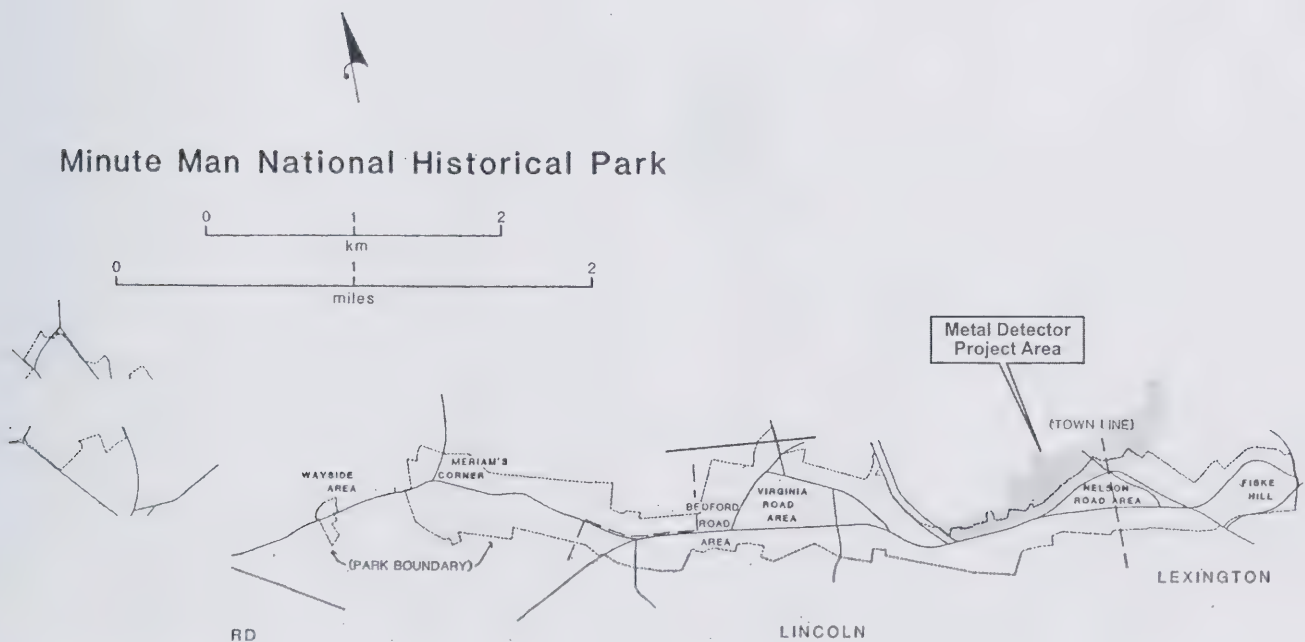 Minute Man National Historical Park
0 1 2
km
0 1 2
miles
Metal Detector
Project Area
(TOWN LINE)
MERIAM'S
CORNER
WAYSIDE
AREA
BEDFORD
ROAD
AREA
VIRGINIA
ROAD
AREA
NELSON
ROAD AREA
FISKE
HILL
(PARK BOUNDARY)
LEXINGTON
RD
LINCOLN